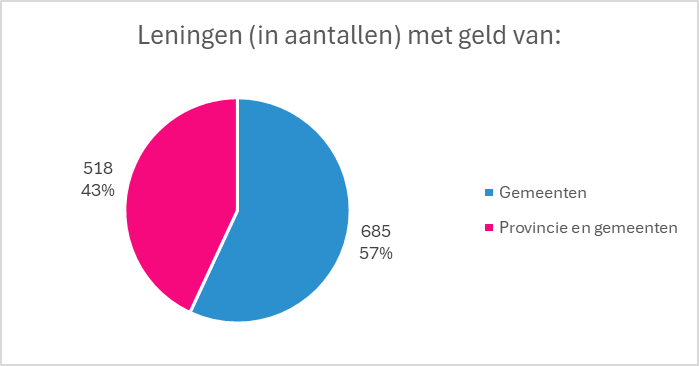 Leningen (in aantallen) met geld van:
518
43%
685
57%
Gemeenten
Provincie en gemeenten